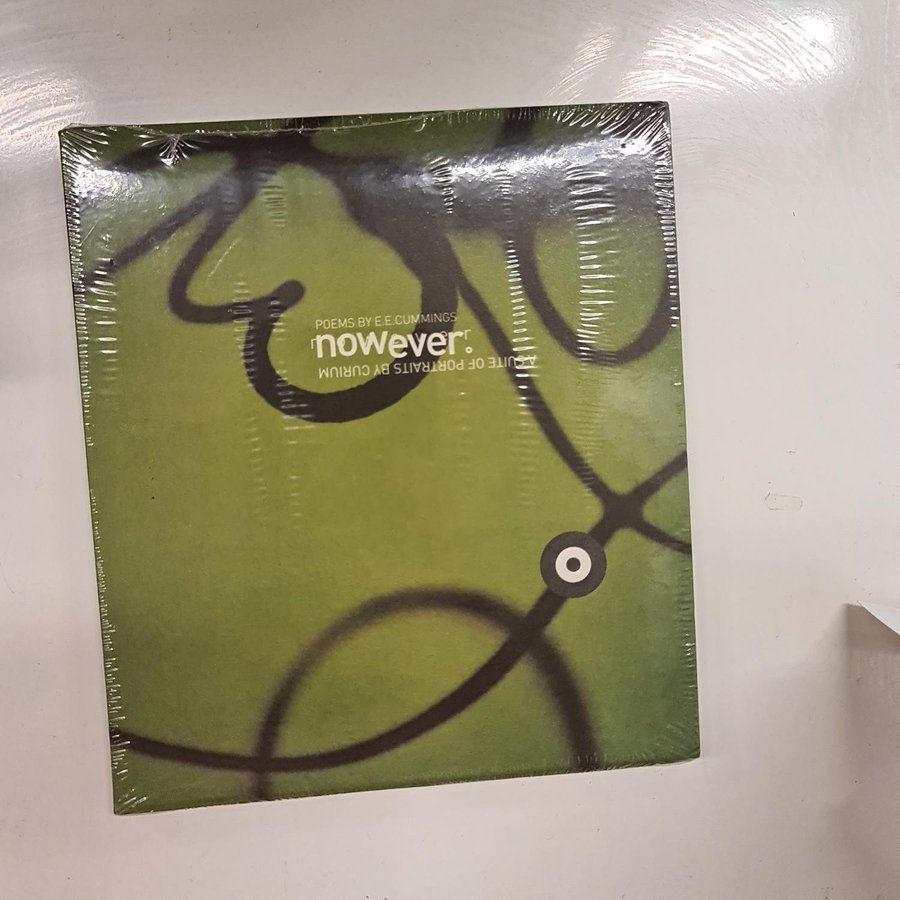 POEMS BY E.E.CUMMINGS
nowever.
A SUITE OF PORTRAITS BY CURIUM